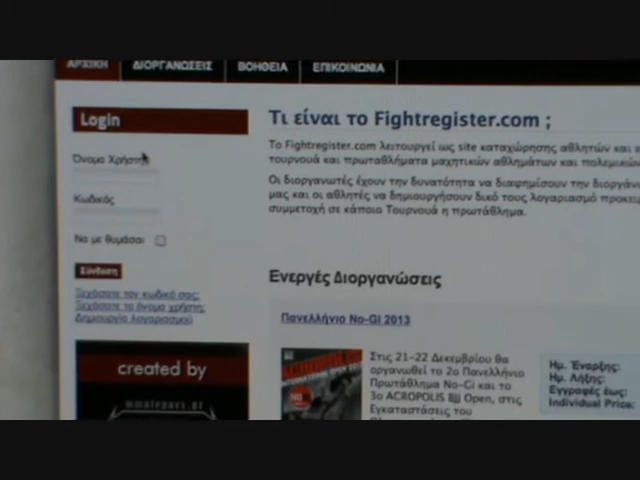 ΑΡΧΙΚΗ ΔΙΟΡΓΑΝΩΣΕΙΣ ΒΟΗΘΕΙΑ ΕΠΙΚΟΙΝΩΝΙΑ
Login
Όνομα Χρήστη
Κωδικός
Να με θυμάσαι
Σύνδεση
Ξεχάσατε τον κωδικό σας;
Ξεχάσατε το όνομα χρήστη;
Δημιουργία λογαριασμού
created by
mmatepars.gr
Τι είναι το Fightregister.com ;
Το Fightregister.com λειτουργεί ως site καταχώρησης αθλητών και
τουρνουά και πρωταθλήματα μαχητικών αθλημάτων και πολεμικών
Οι διοργανωτές έχουν την δυνατότητα να διαφημίσουν την
μας και οι αθλητές να δημιουργήσουν δικό τους λογαριασμό
συμμετοχή σε κάποιο Τουρνουά η πρωτάθλημα.
Ενεργές Διοργανώσεις
Πανελλήνιο No-GI 2013
Στις 21-22 Δεκεμβρίου θα
οργανωθεί το 2ο Πανελλήνιο
Πρωτάθλημα No-Gi και το
3ο ACROPOLIS BJJ Open, στις
Εγκαταστάσεις του
Ημ. Έναρξης:
Ημ. Λήξης:
Εγγραφές έως:
Individual Price: